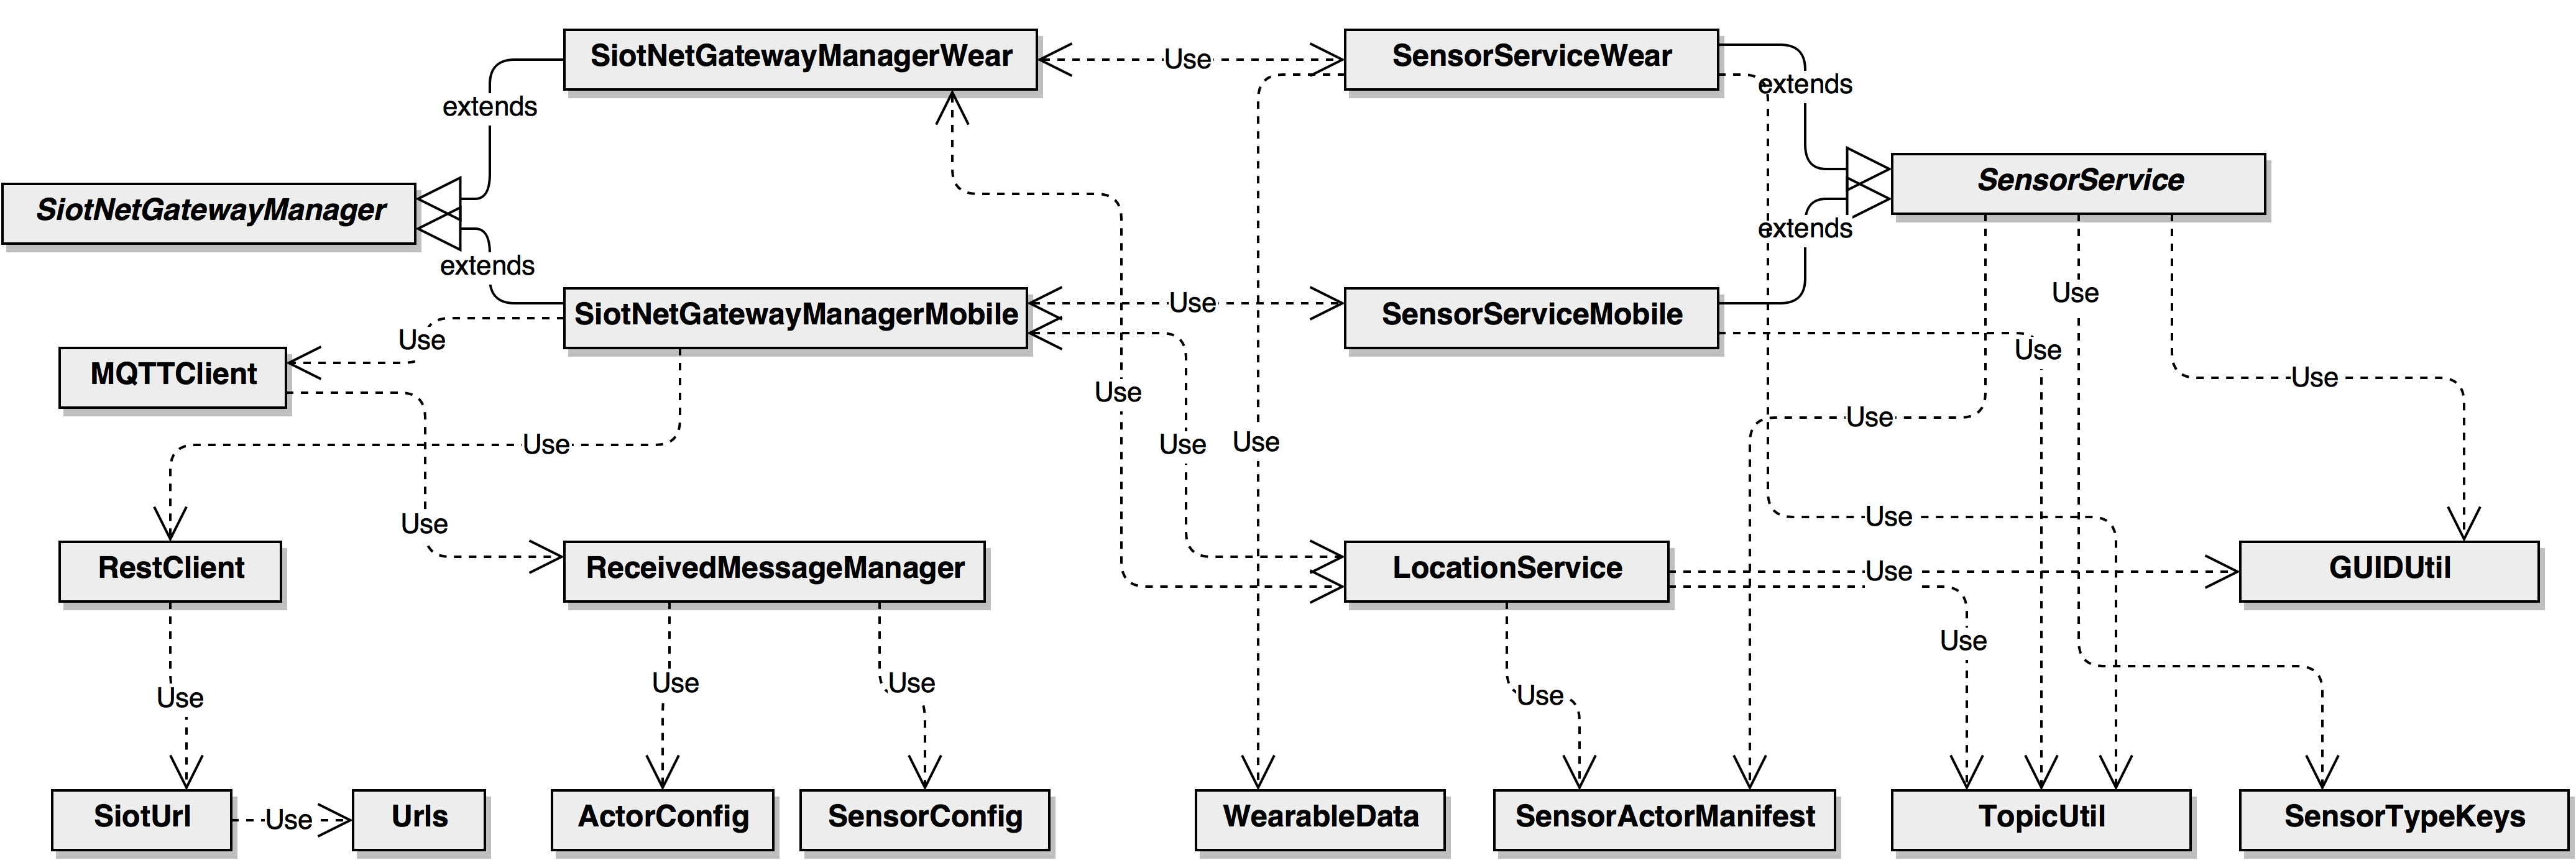 SiotNetGatewayManagerWear
Use
SensorServiceWear
extends
extends
SensorService
SiotNetGatewayManager
extends
extends
Use
SiotNetGatewayManagerMobile
Use
SensorServiceMobile
Use
Use
MQTTClient
Use
Use
Use
Use
Use
Use
Use
Use
Use
RestClient
ReceivedMessageManager
LocationService
Use
GUIDUtil
Use
Use
Use
Use
Use
SiotUrl
Use
Urls
ActorConfig
SensorConfig
WearableData
SensorActorManifest
TopicUtil
SensorTypeKeys